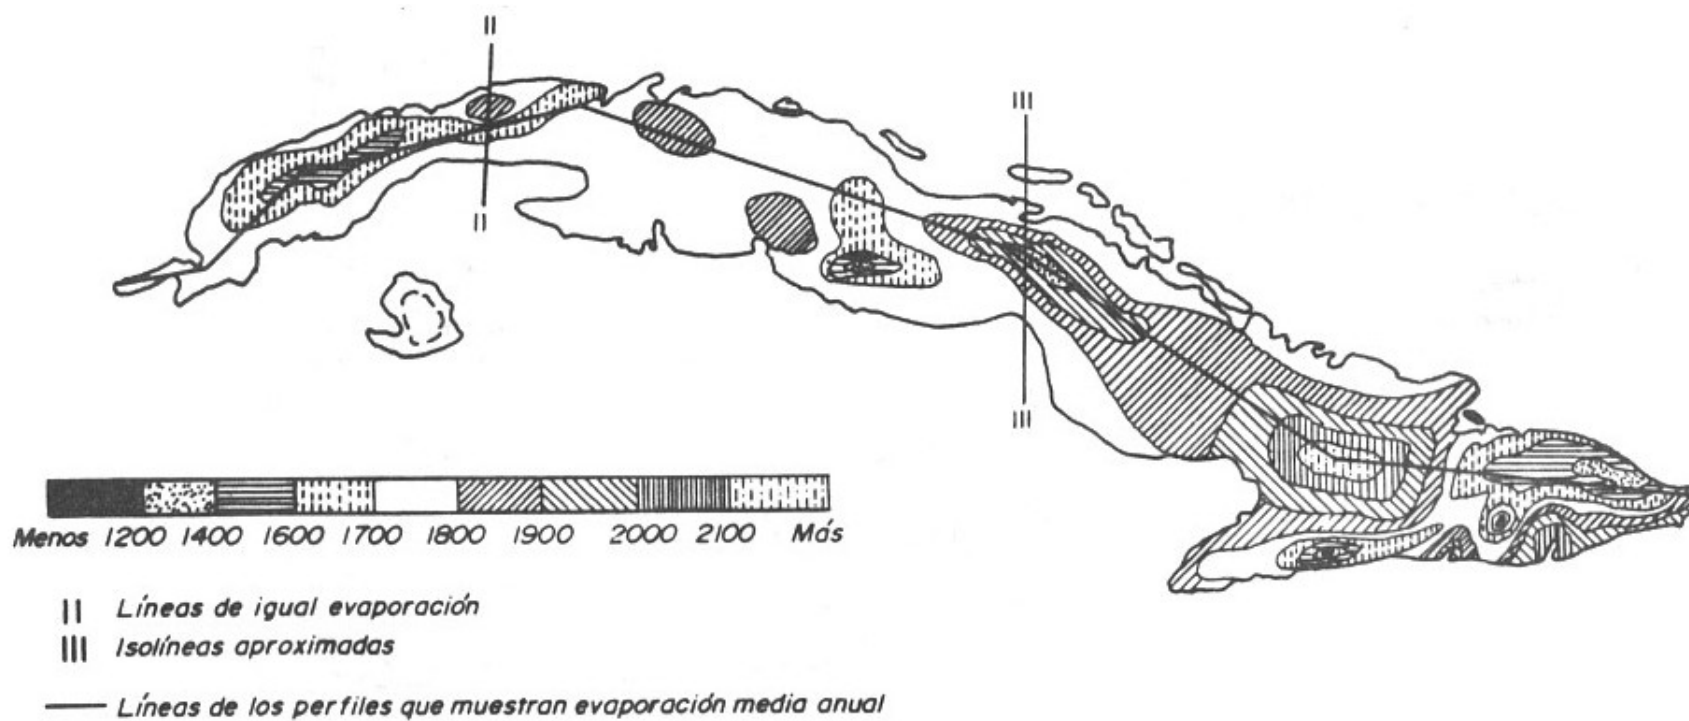 II
III
II
III
Menos 1200 1400 1600 1700 1800 1900 2000 2100 Más
II Líneas de igual evaporación
III Isolíneas aproximadas
Líneas de los perfiles que muestran evaporación media anual